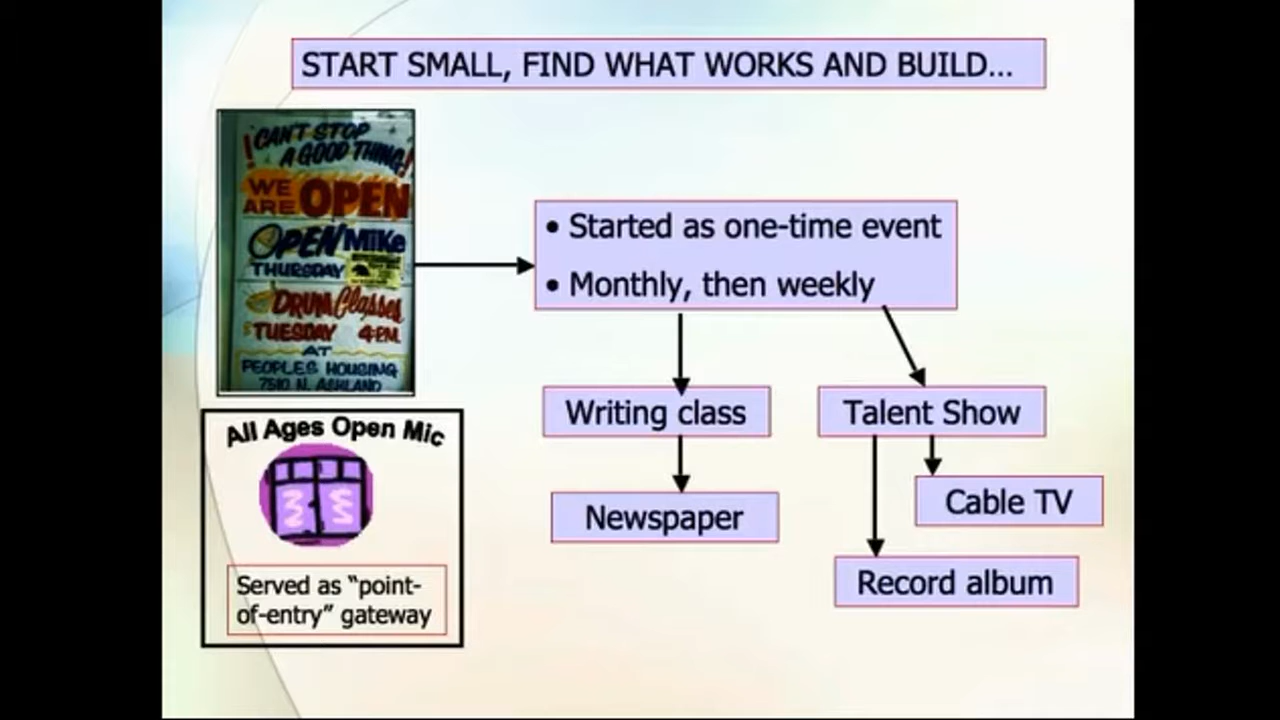 START SMALL, FIND WHAT WORKS AND BUILD...
! CAN'T STOP
A GOOD THING!
WE
ARE OPEN
OPEN MIKE
THURSDAY
DRUM Classes
TUESDAY 4P.M.
AT
PEOPLES HOUSING
7510 N. ASHLAND
• Started as one-time event
• Monthly, then weekly
Writing class
Talent Show
Newspaper
Cable TV
Record album
All Ages Open Mic
Served as “point-
of-entry” gateway